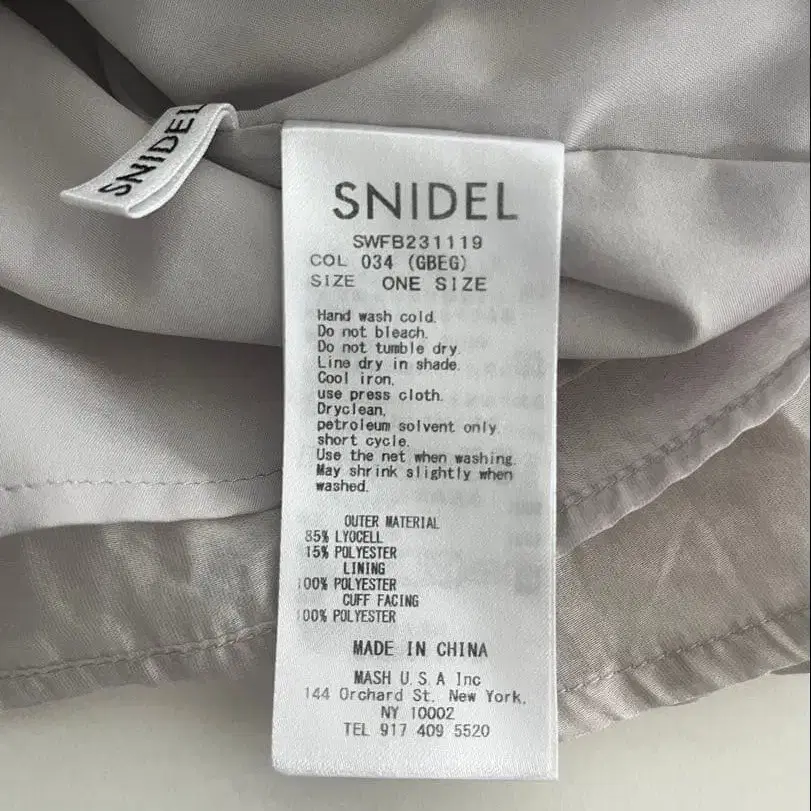 SNIDEL
SNIDEL
SWFB231119
COL 034 (GBEG)
SIZE ONE SIZE
Hand wash cold.
Do not bleach.
Do not tumble dry.
Line dry in shade.
Cool iron,
use press cloth.
Dryclean,
petroleum solvent only.
short cycle.
Use the net when washing.
May shrink slightly when
washed.
OUTER MATERIAL
85% LYOCELL
15% POLYESTER
LINING
100% POLYESTER
CUFF FACING
100% POLYESTER
MADE IN CHINA
MASH U.S.A Inc
144 Orchard St. New York,
NY 10002
TEL 917 409 5520